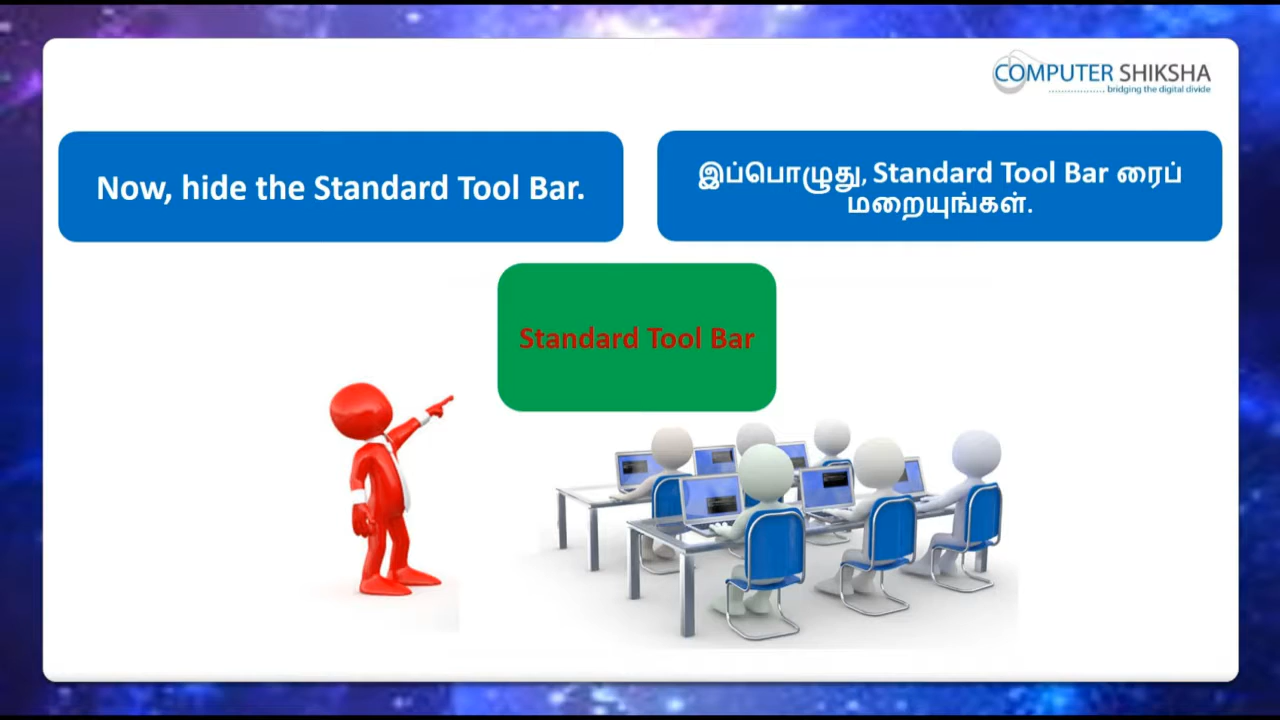 COMPUTER SHIKSHA
bridging the digital divide
Now, hide the Standard Tool Bar.
இப்பொழுது, Standard Tool Bar ரைப்
மறையுங்கள்.
Standard Tool Bar